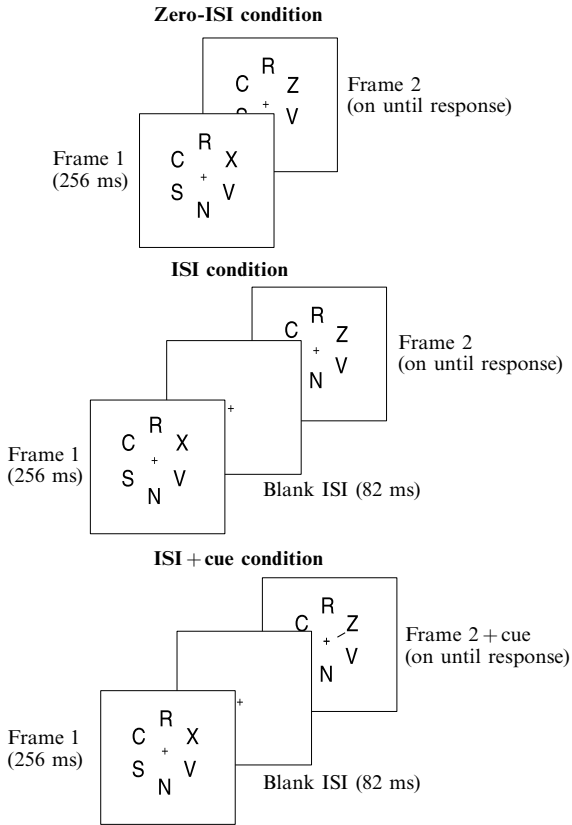 Zero-ISI condition
R
C Z
+
S V
Frame 2
(on until response)
R
C X
+
S V
N
Frame 1
(256 ms)
ISI condition
R
C Z
+
V
N
Frame 2
(on until response)
+
Blank ISI (82 ms)
R
C X
+
S V
N
Frame 1
(256 ms)
ISI + cue condition
R
C Z
+
V
N
Frame 2 + cue
(on until response)
+
Blank ISI (82 ms)
R
C X
+
S V
N
Frame 1
(256 ms)